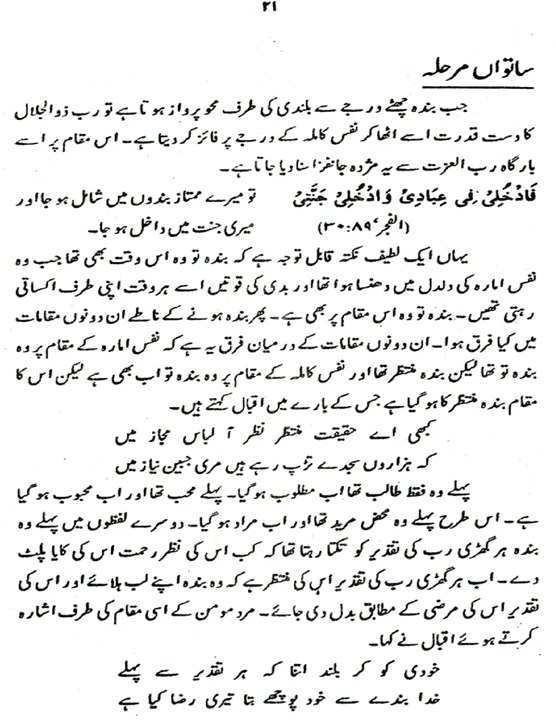 ۲۱
ساتواں مرحلہ
جب بندہ چھٹے درجے سے بلندی کی طرف محو پرواز ہوتا ہے تو رب ذوالجلال
کا دست قدرت اسے اٹھا کر نفس کاملہ کے درجے پر فائز کر دیتا ہے۔ اس مقام پر اسے
بارگاہ رب العزت سے یہ مژدہ جانفزا سنا دیا جاتا ہے۔
فَادْخُلِیْ فِی عِبَادِیْ وَادْخُلِیْ جَنَّتِیْ تو میرے ممتاز بندوں میں شامل ہو جا اور
(الفجر، ۸۹:۳۰) میری جنت میں داخل ہو جا۔
یہاں ایک لطیف نکتہ قابل توجہ ہے کہ بندہ تو وہ اس وقت بھی تھا جب وہ
نفس امارہ کی دلدل میں دھنسا ہوا تھا اور بدی کی قوتیں اسے ہر وقت اپنی طرف اکساتی
رہتی تھیں۔ بندہ تو وہ اس مقام پر بھی ہے۔ پھر بندہ ہونے کے ناطے ان دونوں مقامات
میں کیا فرق ہوا۔ ان دونوں مقامات کے درمیان فرق یہ ہے کہ نفس امارہ کے مقام پر وہ
بندہ تو تھا لیکن بندہ منتظر تھا اور نفس کاملہ کے مقام پر وہ بندہ تو اب بھی ہے لیکن اس کا
مقام بندہ منتظر کا ہو گیا ہے جس کے بارے میں اقبال کہتے ہیں۔
کبھی اے حقیقت منتظر نظر آ لباس مجاز میں
کہ ہزاروں سجدے تڑپ رہے ہیں مری جبین نیاز میں
پہلے وہ فقط طالب تھا اب مطلوب ہو گیا۔ پہلے محب تھا اور اب محبوب ہو گیا
ہے۔ اس طرح پہلے وہ محض مرید تھا اور اب مراد ہو گیا۔ دوسرے لفظوں میں پہلے وہ
بندہ ہر گھڑی رب کی تقدیر کو تکتا رہتا تھا کہ کب اس کی نظر رحمت اس کی کایا پلٹ
دے۔ اب ہر گھڑی رب کی تقدیر اس کی منتظر ہے کہ وہ بندہ اپنے لب ہلائے اور اس کی
تقدیر اس کی مرضی کے مطابق بدل دی جائے۔ مرد مومن کے اسی مقام کی طرف اشارہ
کرتے ہوئے اقبال نے کہا۔
خودی کو کر بلند اتنا کہ ہر تقدیر سے پہلے
خدا بندے سے خود پوچھے بتا تیری رضا کیا ہے